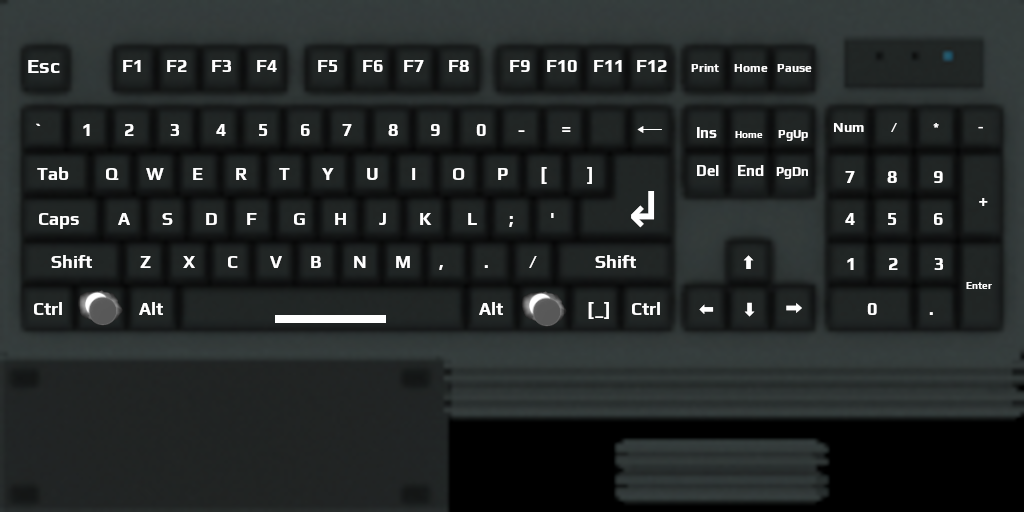 Esc F1 F2 F3 F4 F5 F6 F7 F8 F9 F10 F11 F12 Print Home Pause
` 1 2 3 4 5 6 7 8 9 0 - = ← Ins Home PgUp Num / * -
Tab Q W E R T Y U I O P [ ] Del End PgDn 7 8 9 +
Caps A S D F G H J K L ; ' ↲ 4 5 6
Shift Z X C V B N M , . / Shift ⬆ 1 2 3 Enter
Ctrl Alt Alt [_] Ctrl ⬅ ⬇ ➡ 0 .